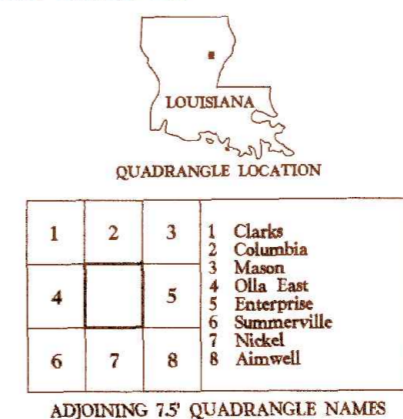 LOUISIANA
QUADRANGLE LOCATION
1 2 3
4 5
6 7 8
1 Clarks
2 Columbia
3 Mason
4 Olla East
5 Enterprise
6 Summerville
7 Nickel
8 Aimwell
ADJOINING 7.5' QUADRANGLE NAMES